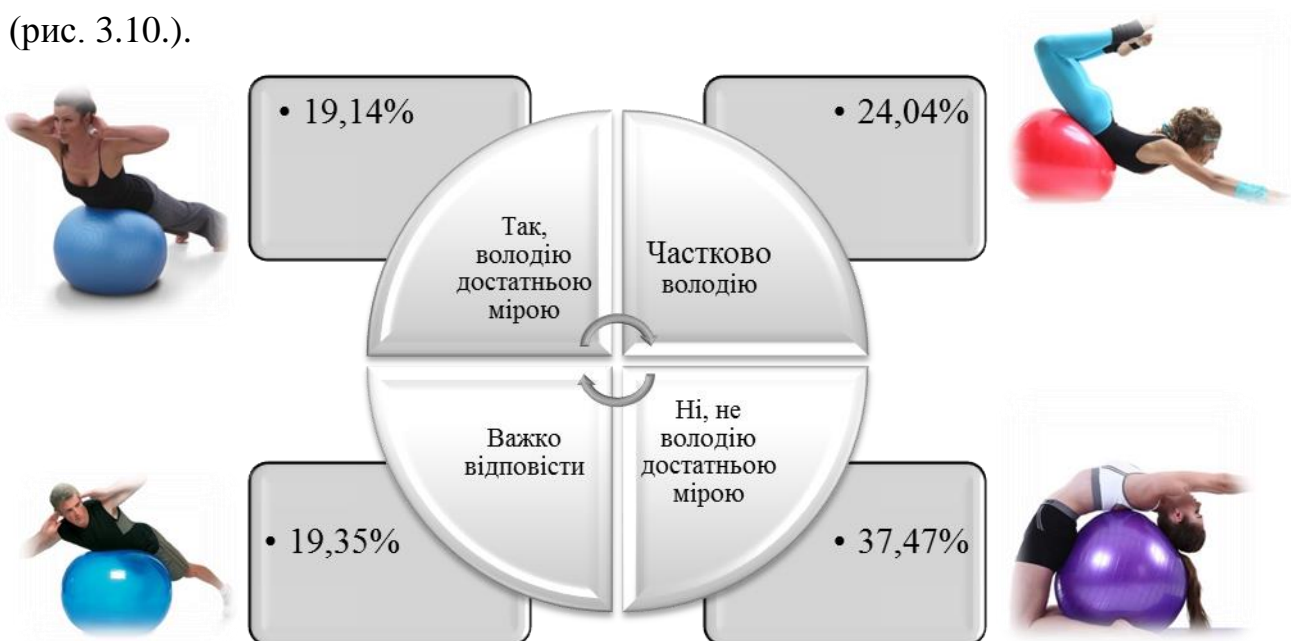 (рис. 3.10.).
• 19,14%
• 24,04%
Так,
володію
достатньою
мірою
Частково
володію
Важко
відповісти
Ні, не
володію
достатньою
мірою
• 19,35%
• 37,47%